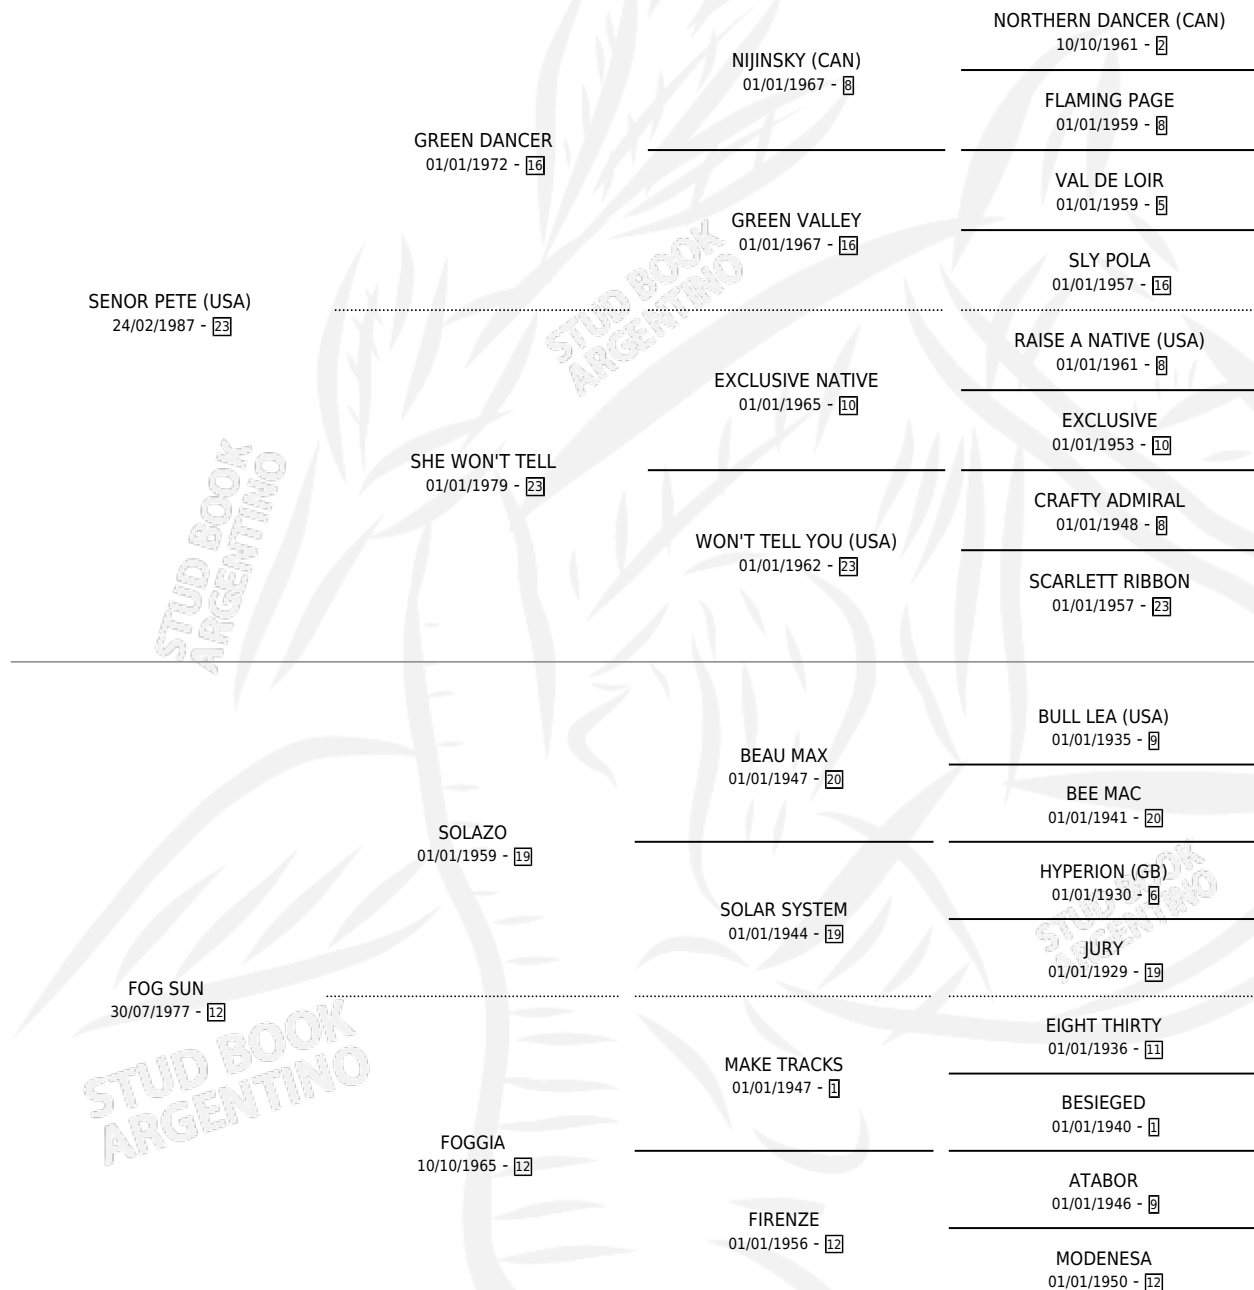 NORTHERN DANCER (CAN)
10/10/1961 - 2
NIJINSKY (CAN)
01/01/1967 - 8
FLAMING PAGE
01/01/1959 - 8
GREEN DANCER
01/01/1972 - 16
VAL DE LOIR
01/01/1959 - 5
GREEN VALLEY
01/01/1967 - 16
SLY POLA
01/01/1957 - 16
SENOR PETE (USA)
24/02/1987 - 23
RAISE A NATIVE (USA)
01/01/1961 - 8
EXCLUSIVE NATIVE
01/01/1965 - 10
EXCLUSIVE
01/01/1953 - 10
SHE WON'T TELL
01/01/1979 - 23
CRAFTY ADMIRAL
01/01/1948 - 8
WON'T TELL YOU (USA)
01/01/1962 - 23
SCARLETT RIBBON
01/01/1957 - 23
BULL LEA (USA)
01/01/1935 - 9
BEAU MAX
01/01/1947 - 20
BEE MAC
01/01/1941 - 20
SOLAZO
01/01/1959 - 19
HYPERION (GB)
01/01/1930 - 6
SOLAR SYSTEM
01/01/1944 - 19
JURY
01/01/1929 - 19
FOG SUN
30/07/1977 - 12
EIGHT THIRTY
01/01/1936 - 11
MAKE TRACKS
01/01/1947 - 1
BESIEGED
01/01/1940 - 1
FOGGIA
10/10/1965 - 12
ATABOR
01/01/1946 - 9
FIRENZE
01/01/1956 - 12
MODENESA
01/01/1950 - 12
STUD BOOK
ARGENTINO
STUD BOOK
ARGENTINO
STUD BOOK
ARGENTINO
STUD BOOK
ARGENTINO